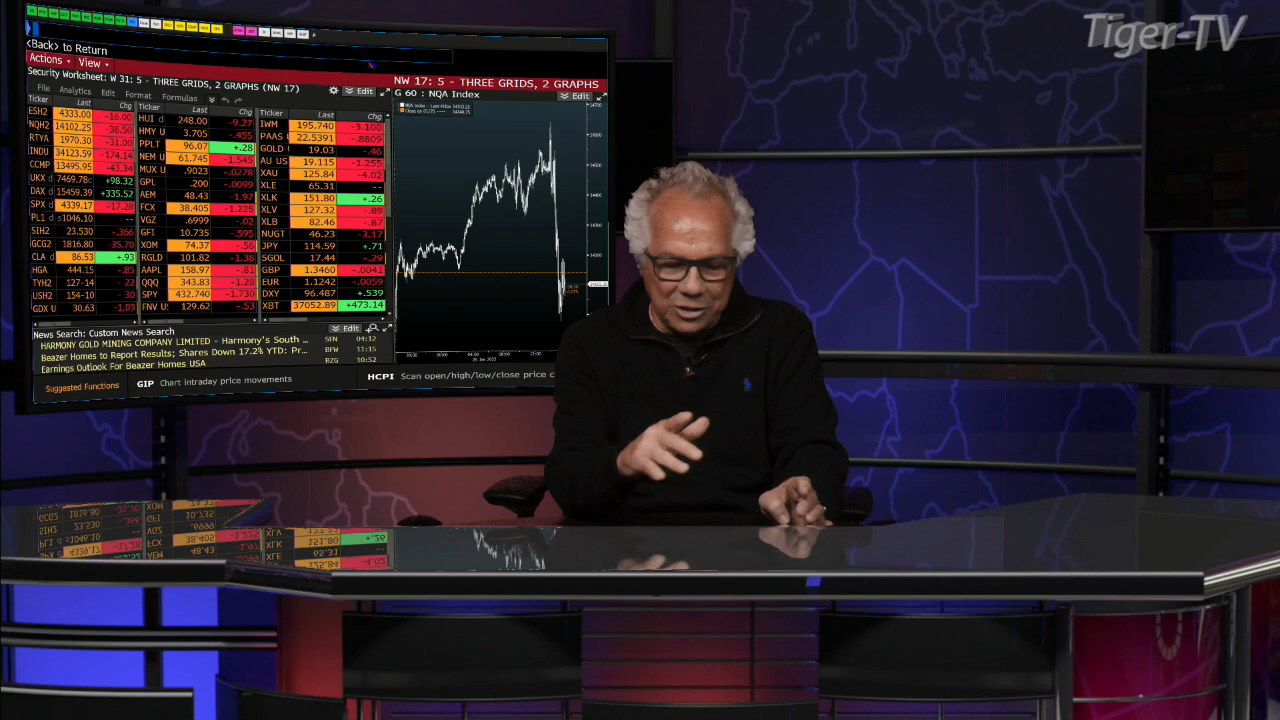 Tiger-TV
<Back> to Return
Actions View
Security Worksheet: W 31: 5 - THREE GRIDS, 2 GRAPHS (NW 17) Edit
File Analytics Edit Format Formulas
Ticker Last Chg Ticker Last Chg Ticker Last Chg
ESH2 4333.00 -16.00 HUI d 248.00 -9.27 IWM 195.740 -3.100
NQH2 14102.25 -38.50 HMY U 3.705 -.455 PAAS U 22.5391 -.8809
RTYA 1970.30 -31.00 PPLT 96.07 +.28 GOLD 19.03 -.46
INDU 34123.59 -174.14 NEM U 61.745 -1.545 AU US 19.115 -1.255
CCMP 13495.95 -43.34 MUX U .9023 -.0278 XAU 125.84 -4.02
UKX d 7469.78c +98.32 GPL .200 -.0099 XLE 65.31 --
DAX d 15459.39 +335.52 AEM 48.43 -1.97 XLK 151.80 +.26
SPX d 4339.17 -17.28 FCX 38.405 -1.225 XLV 127.32 -.89
PL1 d s1046.10 -- VGZ .6999 -.02 XLB 82.46 -.87
SIH2 23.530 -.366 GFI 10.735 -.595 NUGT 46.23 -3.17
GCG2 1816.80 -35.70 XOM 74.37 -.56 JPY 114.59 +.71
CLA d 86.53 +.93 RGLD 101.82 -1.38 SGOL 17.44 -.29
HGA 444.15 -.85 AAPL 158.97 -.81 GBP 1.3460 -.0041
TYH2 127-14 - 22 QQQ 343.83 -1.28 EUR 1.1242 -.0059
USH2 154-10 - 30 SPY 432.740 -1.730 DXY 96.487 +.539
GDX U 30.63 -1.03 FNV U 129.62 -.53 XBT 37052.89 +473.14
NW 17: 5 - THREE GRIDS, 2 GRAPHS
G 60 : NQA Index Edit
News Search: Custom News Search Edit
HARMONY GOLD MINING COMPANY LIMITED - Harmony's South ... SEN 04:32
Beazer Homes to Report Results; Shares Down 17.2% YTD: Pr... BFW 11:15
Earnings Outlook For Beazer Homes USA BZG 10:52
Suggested Functions GIP Chart intraday price movements HCPI Scan open/high/low/close price c